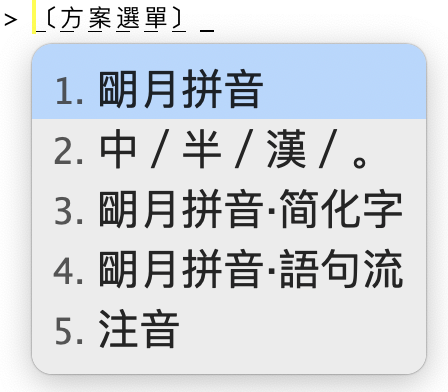 > 〔方案選單〕
1. 朙月拼音
2. 中／半／漢／。
3. 朙月拼音·简化字
4. 朙月拼音·語句流
5. 注音